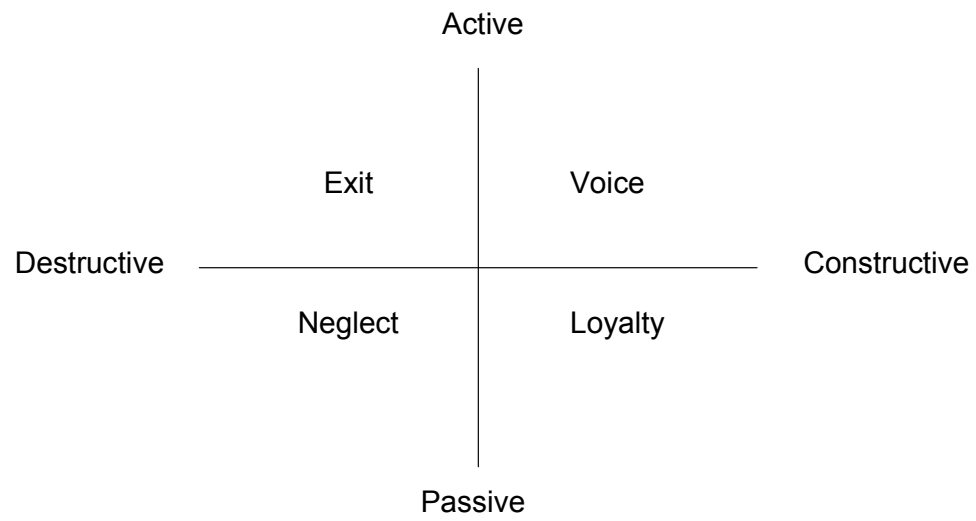 Active
Exit Voice
Destructive Constructive
Neglect Loyalty
Passive